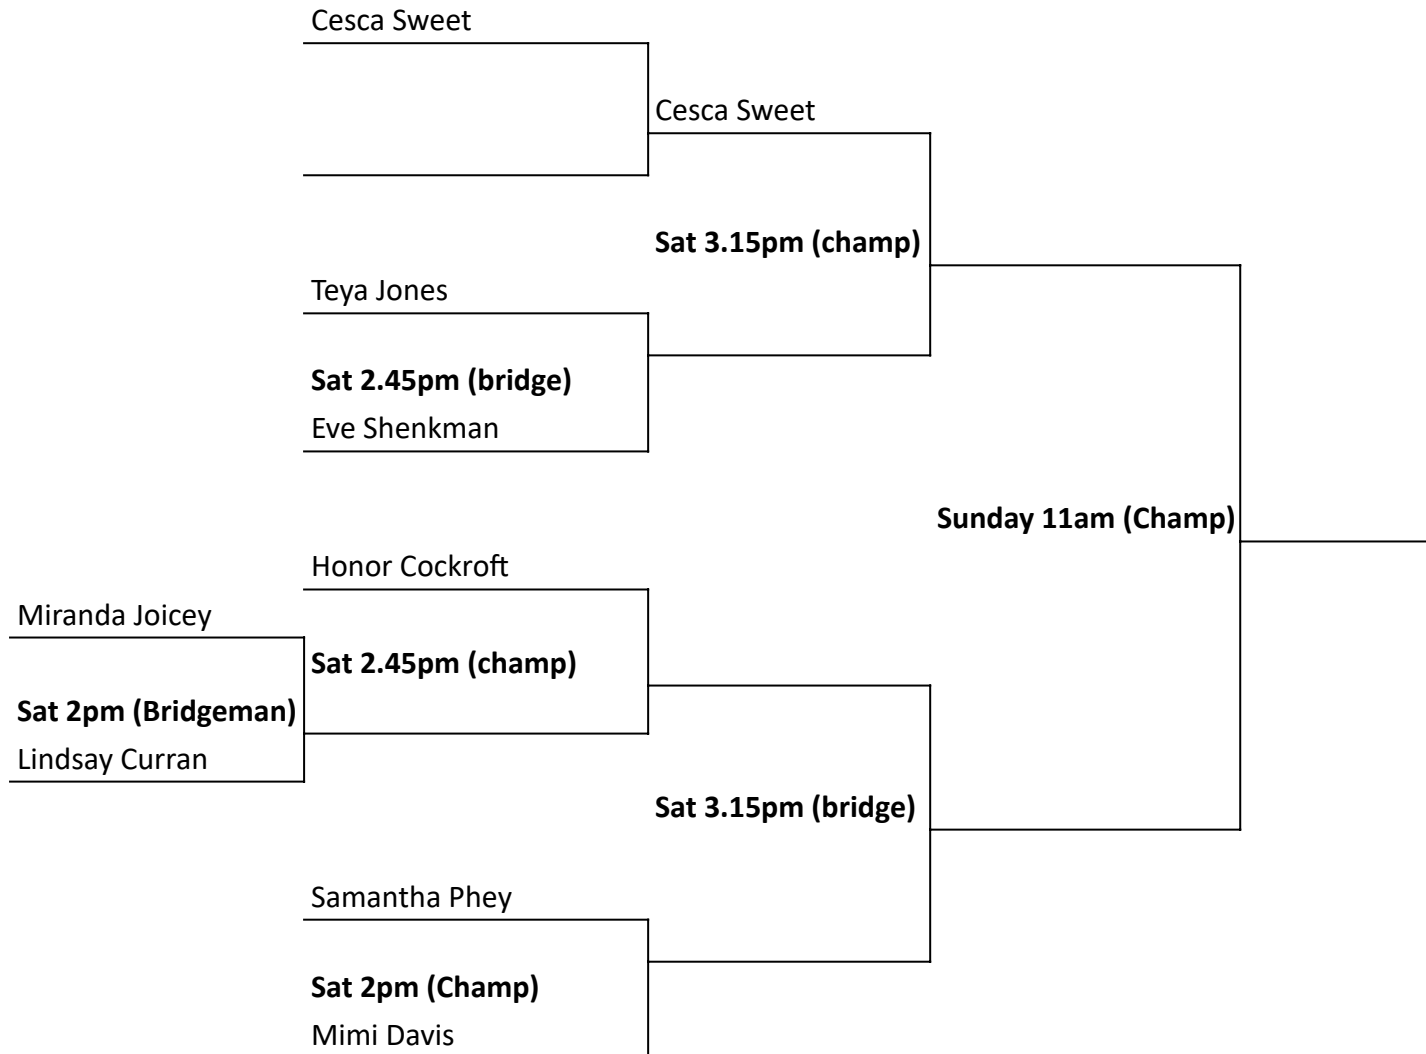 Cesca Sweet
Cesca Sweet
Sat 3.15pm (champ)
Teya Jones
Sat 2.45pm (bridge)
Eve Shenkman
Sunday 11am (Champ)
Honor Cockroft
Miranda Joicey
Sat 2.45pm (champ)
Sat 2pm (Bridgeman)
Lindsay Curran
Sat 3.15pm (bridge)
Samantha Phey
Sat 2pm (Champ)
Mimi Davis